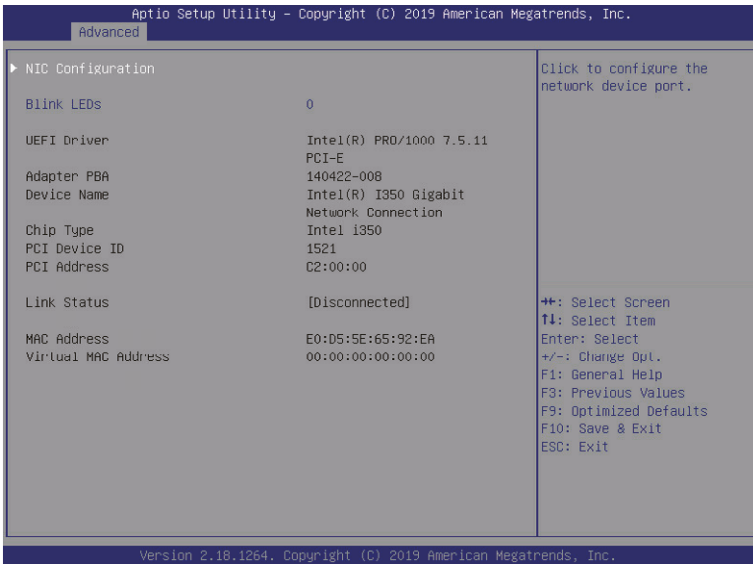 Aptio Setup Utility – Copyright (C) 2019 American Megatrends, Inc.
Advanced
NIC Configuration
Blink LEDs 0
UEFI Driver Intel(R) PRO/1000 7.5.11
PCI-E
Adapter PBA 140422-008
Device Name Intel(R) I350 Gigabit
Network Connection
Chip Type Intel i350
PCI Device ID 1521
PCI Address C2:00:00
Link Status [Disconnected]
MAC Address E0:D5:5E:65:92:EA
Virtual MAC Address 00:00:00:00:00:00
Click to configure the
network device port.
→←: Select Screen
↑↓: Select Item
Enter: Select
+/-: Change Opt.
F1: General Help
F3: Previous Values
F9: Optimized Defaults
F10: Save & Exit
ESC: Exit
Version 2.18.1264. Copyright (C) 2019 American Megatrends, Inc.